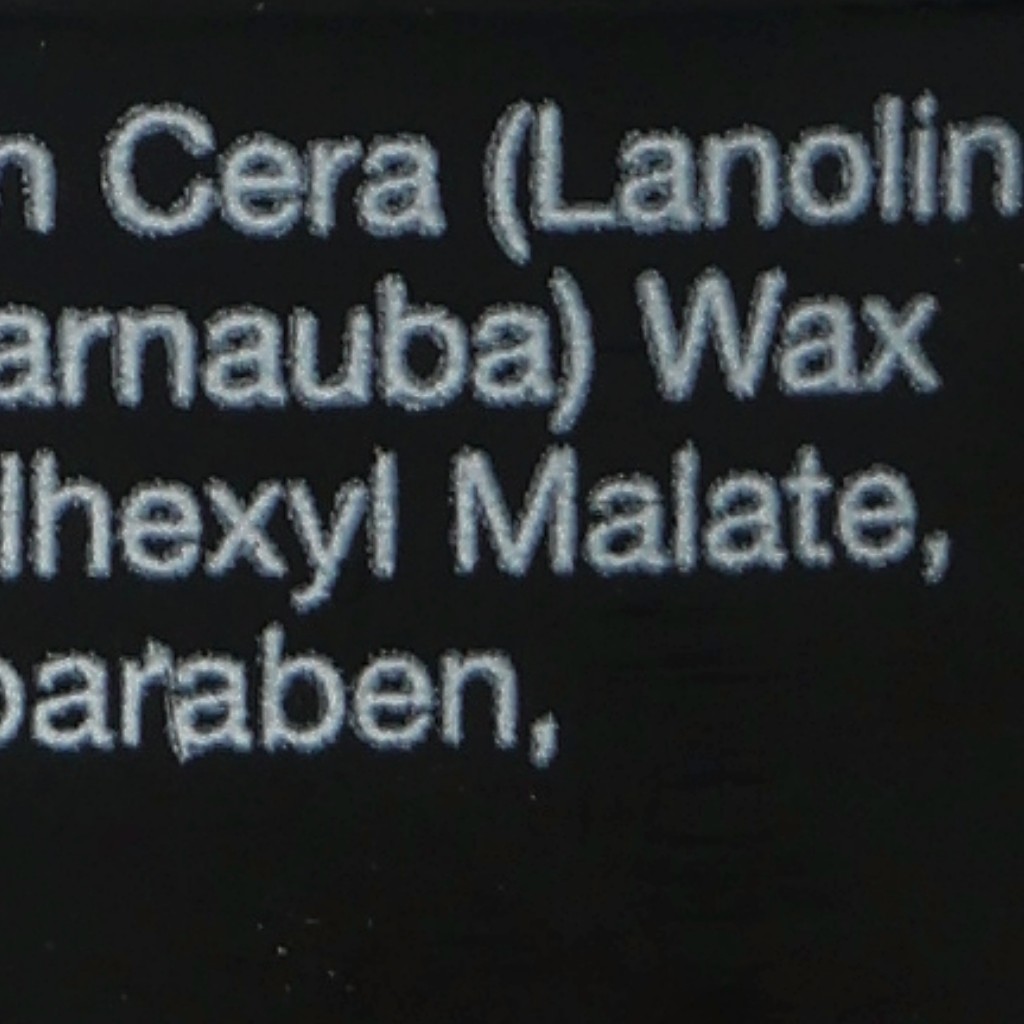 n Cera (Lanolin
arnauba) Wax
lhexyl Malate,
paraben,